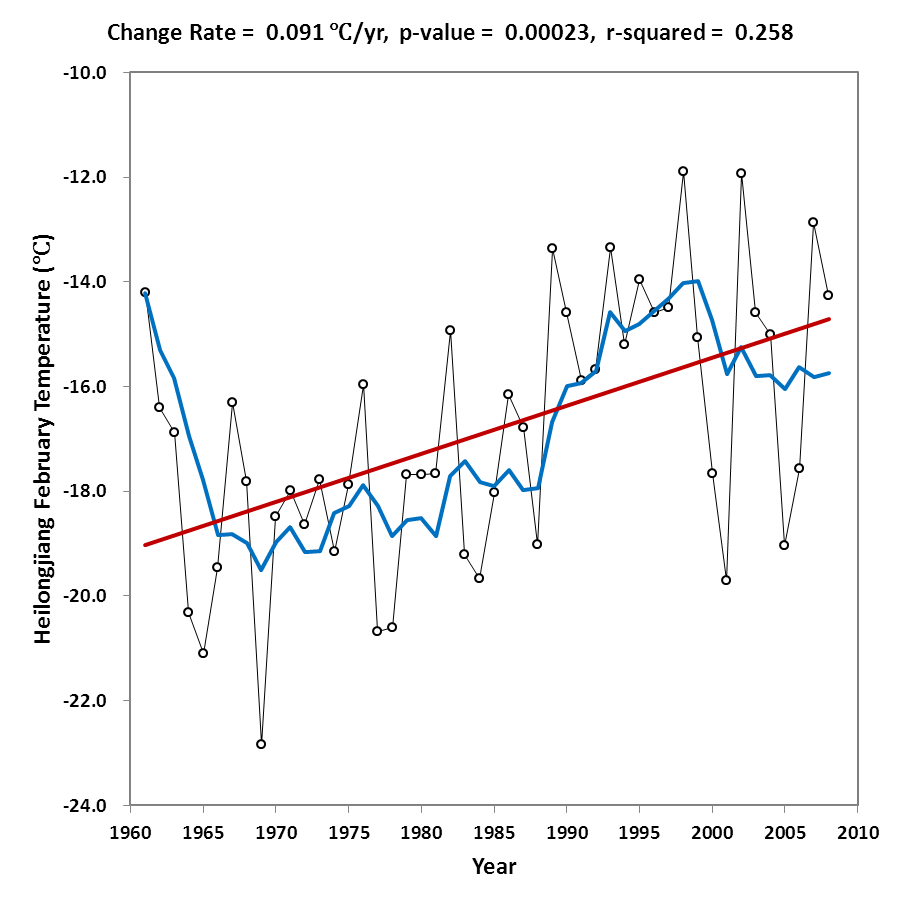 Change Rate = 0.091 ℃/yr, p-value = 0.00023, r-squared = 0.258
-10.0
-12.0
-14.0
-16.0
-18.0
-20.0
-22.0
-24.0
Heilongjiang February Temperature (℃)
1960 1965 1970 1975 1980 1985 1990 1995 2000 2005 2010
Year